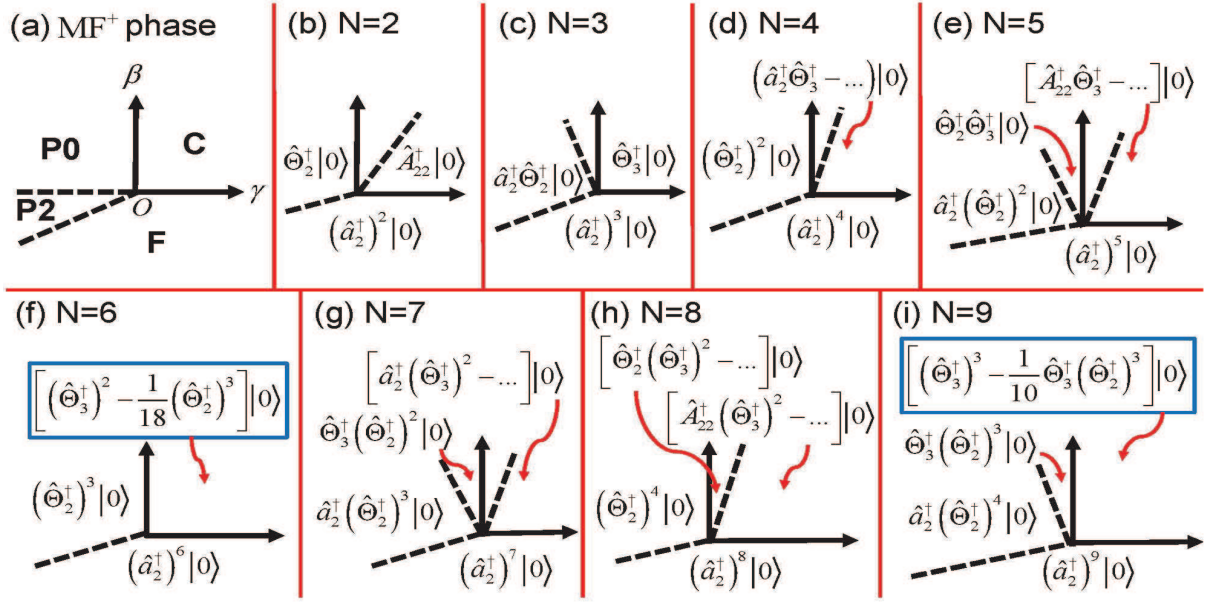 (a) MF⁺ phase
β
P0
C
γ
P2
O
F
(b) N=2
Θ̂₂†|0⟩
Â₂₂†|0⟩
(â₂†)²|0⟩
(c) N=3
â₂†Θ̂₂†|0⟩
Θ̂₃†|0⟩
(â₂†)³|0⟩
(d) N=4
(â₂†Θ̂₃† − ...)|0⟩
(Θ̂₂†)²|0⟩
(â₂†)⁴|0⟩
(e) N=5
[Â₂₂†Θ̂₃† − ...]|0⟩
Θ̂₂†Θ̂₃†|0⟩
â₂†(Θ̂₂†)²|0⟩
(â₂†)⁵|0⟩
(f) N=6
[(Θ̂₃†)² − 1/18 (Θ̂₂†)³]|0⟩
(Θ̂₂†)³|0⟩
(â₂†)⁶|0⟩
(g) N=7
[â₂†(Θ̂₃†)² − ...]|0⟩
Θ̂₃†(Θ̂₂†)²|0⟩
â₂†(Θ̂₂†)³|0⟩
(â₂†)⁷|0⟩
(h) N=8
[Θ̂₂†(Θ̂₃†)² − ...]|0⟩
[Â₂₂†(Θ̂₃†)² − ...]|0⟩
(Θ̂₂†)⁴|0⟩
(â₂†)⁸|0⟩
(i) N=9
[(Θ̂₃†)³ − 1/10 Θ̂₃†(Θ̂₂†)³]|0⟩
Θ̂₃†(Θ̂₂†)³|0⟩
â₂†(Θ̂₂†)⁴|0⟩
(â₂†)⁹|0⟩